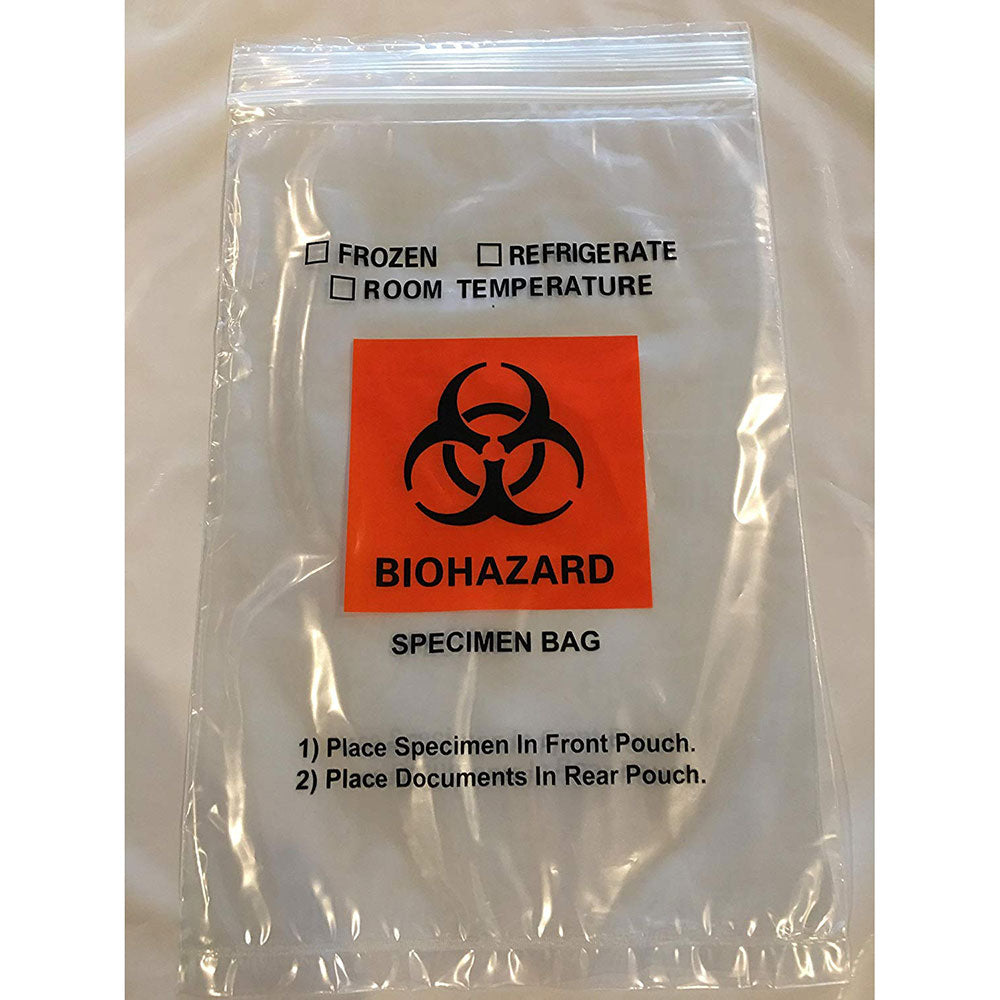 ☐ FROZEN ☐ REFRIGERATE
☐ ROOM TEMPERATURE
BIOHAZARD
SPECIMEN BAG
1) Place Specimen In Front Pouch.
2) Place Documents In Rear Pouch.